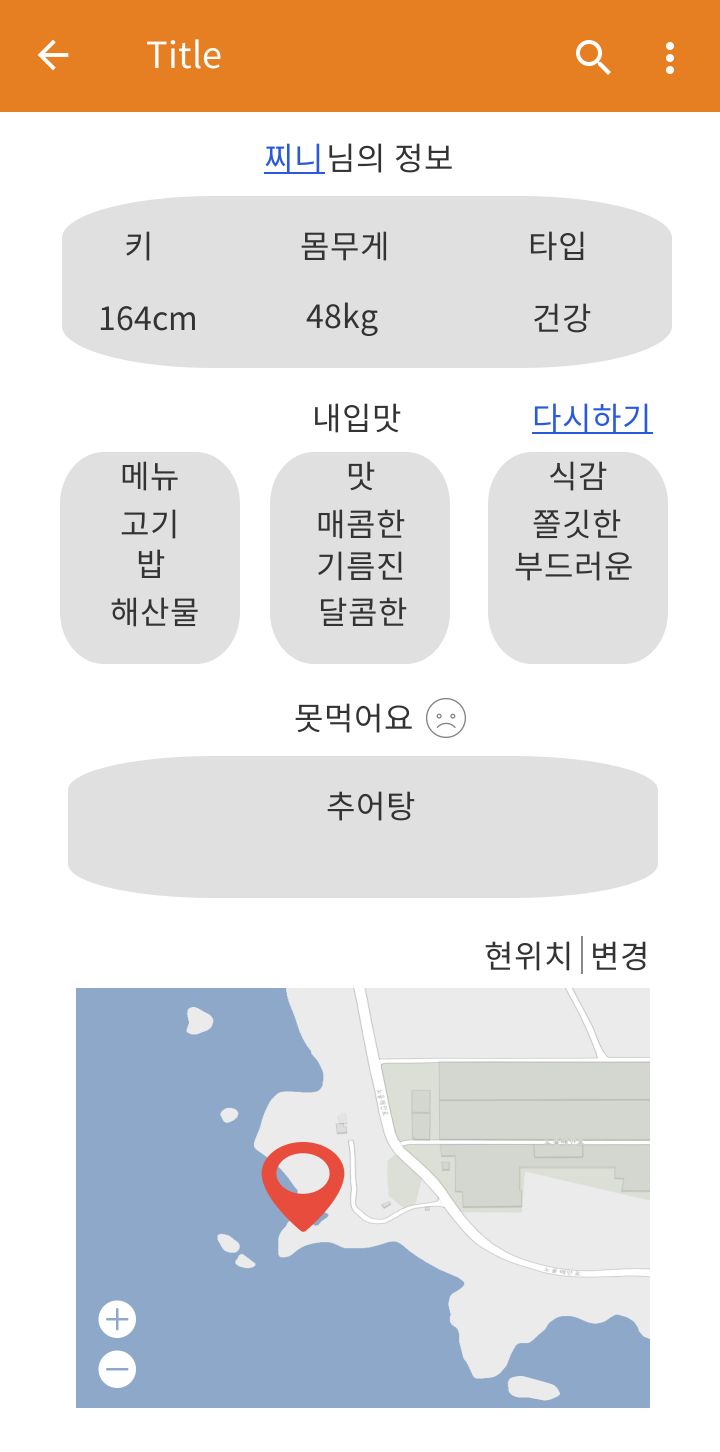 Title
찌니님의 정보
키 몸무게 타입
164cm 48kg 건강
내입맛 다시하기
메뉴 맛 식감
고기 매콤한 쫄깃한
밥 기름진 부드러운
해산물 달콤한
못먹어요
추어탕
현위치 변경